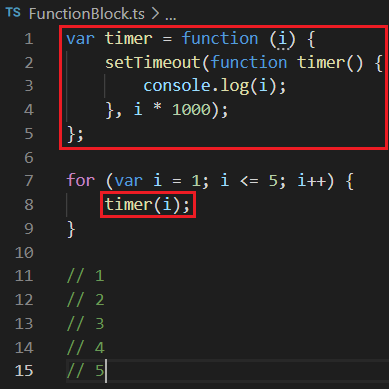 TS FunctionBlock.ts > ...
1 var timer = function (i) {
2     setTimeout(function timer() {
3         console.log(i);
4     }, i * 1000);
5 };
6
7 for (var i = 1; i <= 5; i++) {
8     timer(i);
9 }
10
11 // 1
12 // 2
13 // 3
14 // 4
15 // 5